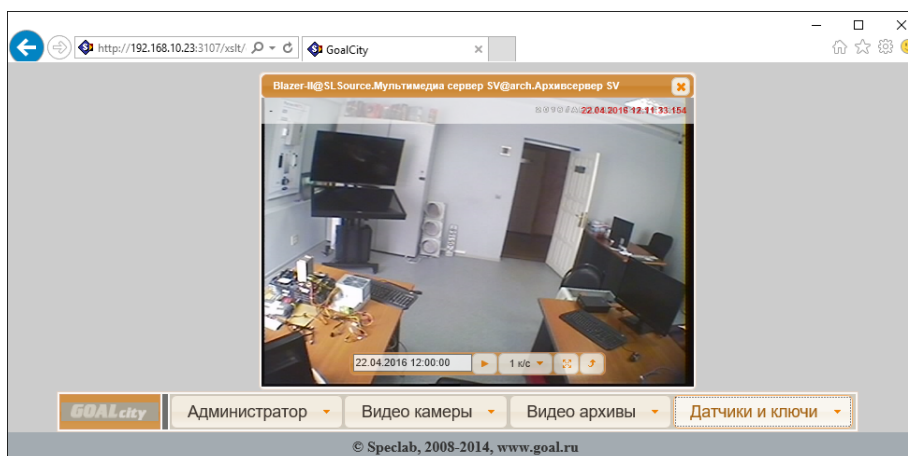 http://192.168.10.23:3107/xslt/
GoalCity
Blazer-II@SLSource.Мультимедиа сервер SV@arch.Архивсервер SV
22.04.2016 12:11:33:154
22.04.2016 12:00:00
1 к/с
GOALcity
Администратор
Видео камеры
Видео архивы
Датчики и ключи
© Speclab, 2008-2014, www.goal.ru